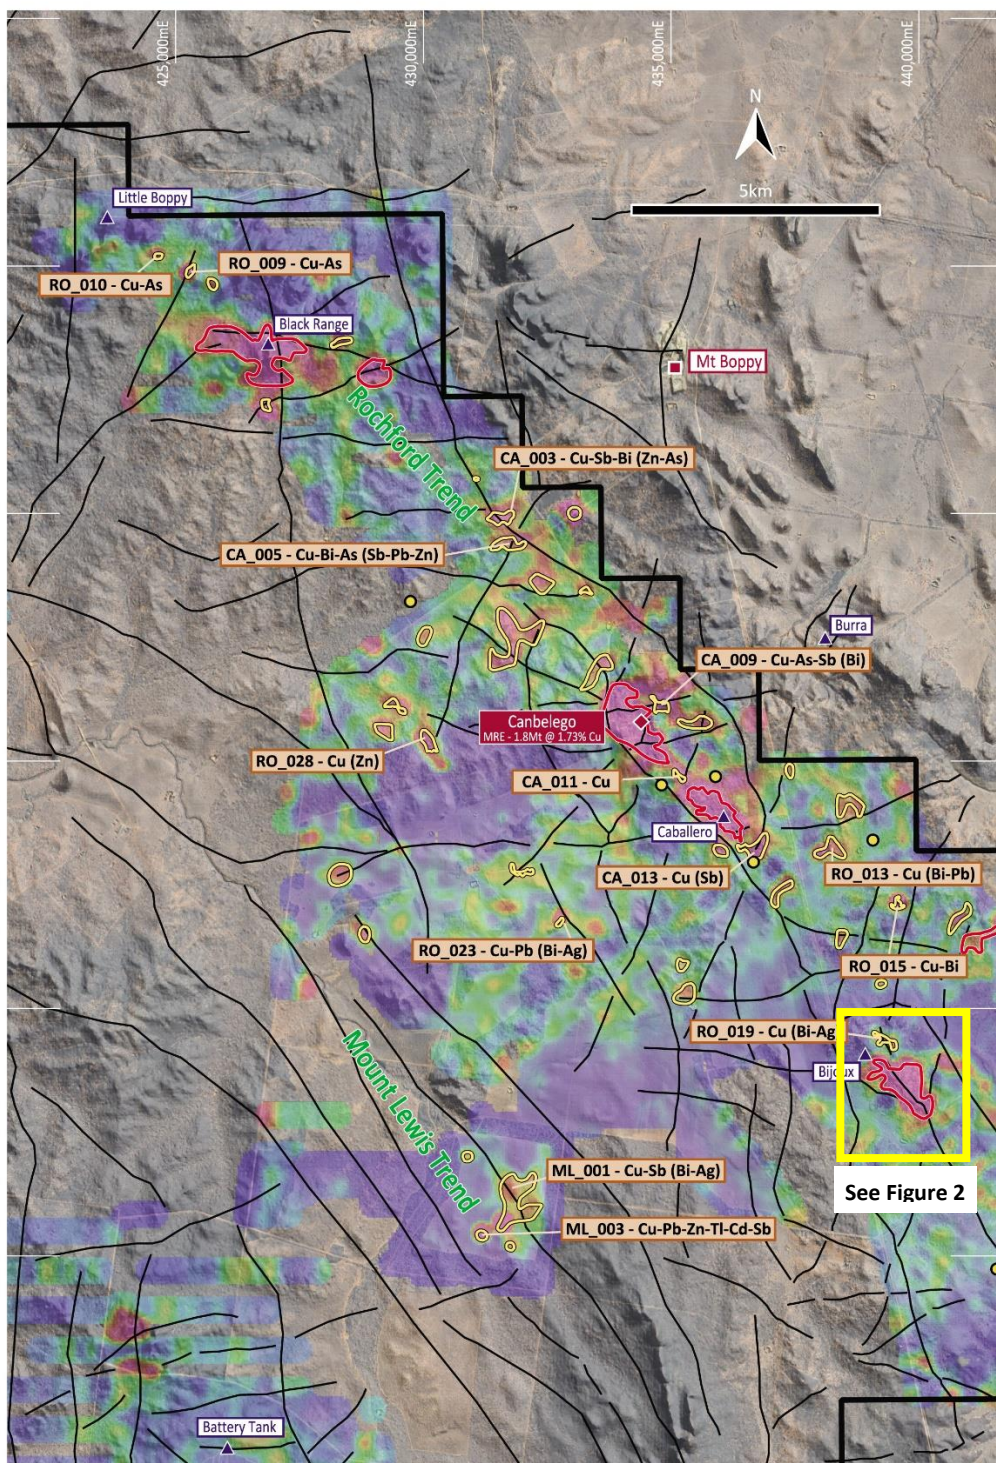 425,000mE
430,000mE
435,000mE
440,000mE
N
5km
Little Boppy
RO_009 - Cu-As
RO_010 - Cu-As
Black Range
Mt Boppy
Rochford Trend
CA_003 - Cu-Sb-Bi (Zn-As)
CA_005 - Cu-Bi-As (Sb-Pb-Zn)
Burra
CA_009 - Cu-As-Sb (Bi)
Canbelego
MRE - 1.8Mt @ 1.73% Cu
RO_028 - Cu (Zn)
CA_011 - Cu
Caballero
CA_013 - Cu (Sb)
RO_013 - Cu (Bi-Pb)
RO_023 - Cu-Pb (Bi-Ag)
RO_015 - Cu-Bi
RO_019 - Cu (Bi-Ag
Bijoux
Mount Lewis Trend
ML_001 - Cu-Sb (Bi-Ag)
See Figure 2
ML_003 - Cu-Pb-Zn-Tl-Cd-Sb
Battery Tank